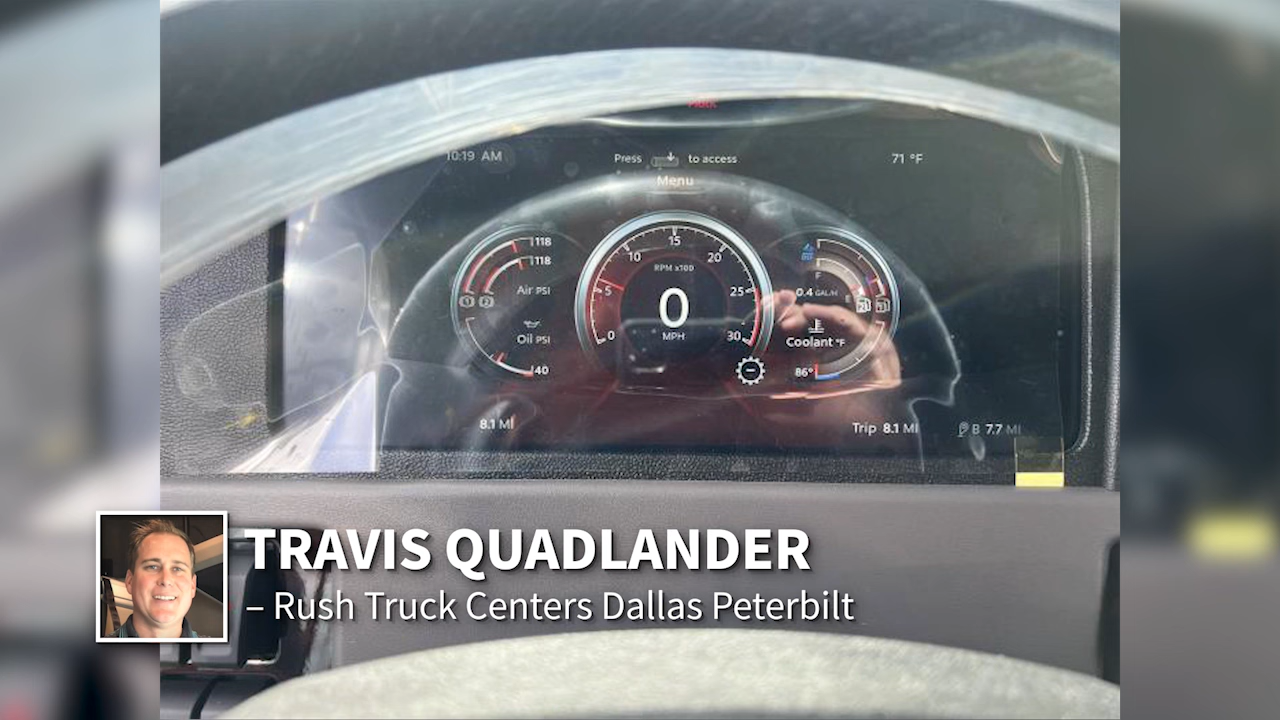 10:19 AM
Press to access
71 °F
Menu
118
118
Air PSI
Oil PSI
40
0
5
10
15
20
25
30
RPM x100
0
MPH
F
0.4 GAL/H
E
Coolant °F
86°
8.1 MI
Trip 8.1 MI
B 7.7 MI
TRAVIS QUADLANDER
– Rush Truck Centers Dallas Peterbilt